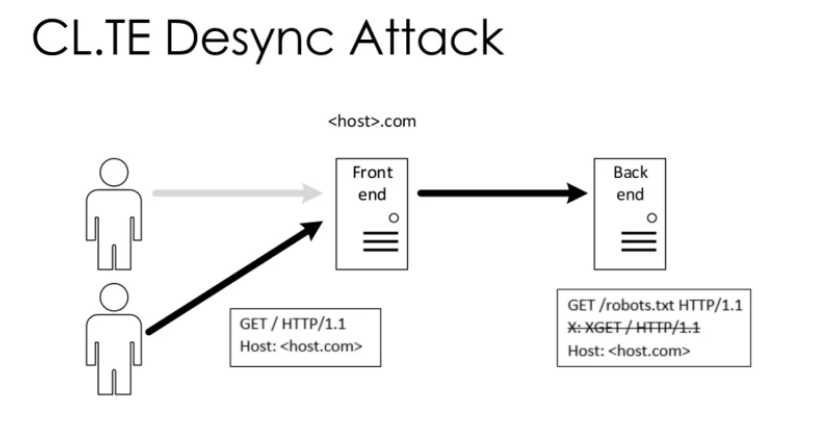 CL.TE Desync Attack
<host>.com
Front
end
Back
end
GET / HTTP/1.1
Host: <host.com>
GET /robots.txt HTTP/1.1
X: XGET / HTTP/1.1
Host: <host.com>